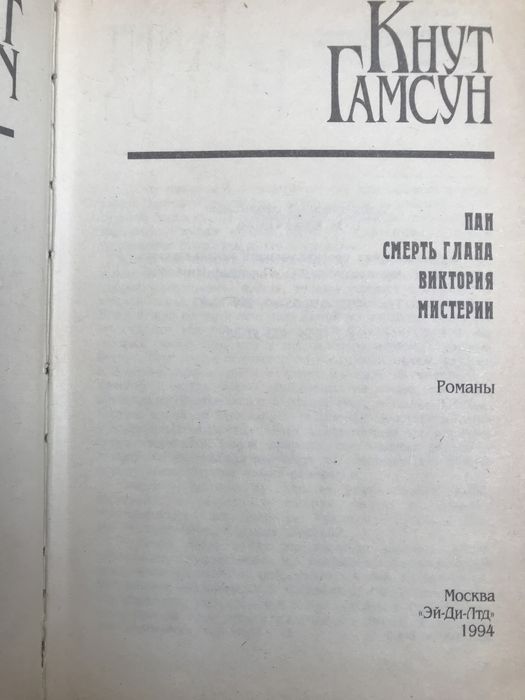 Т
N
Кнут
Гамсун
ПАН
СМЕРТЬ ГЛАНА
ВИКТОРИЯ
МИСТЕРИИ
Романы
Москва
«Эй-Ди-Лтд»
1994